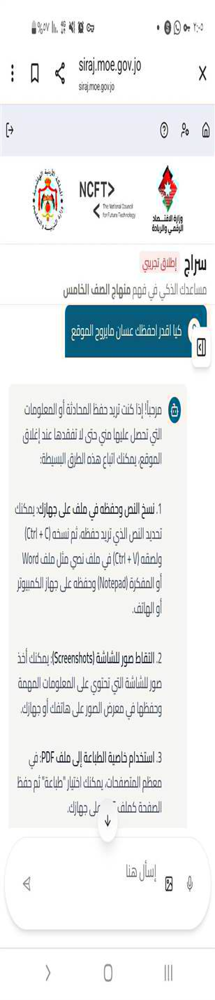 ٢:٠٥
٥٧%
4G
siraj.moe.gov.jo
siraj.moe.gov.jo
NCFT
The National Council
for Future Technology
وزارة الاقتصاد
الرقمي والريادة
سراج
إطلاق تجريبي
مساعدك الذكي في فهم منهاج الصف الخامس
كيا اقدر احفظك عسان مايروح الموقع
مرحباً! إذا كنت تريد حفظ المحادثة أو المعلومات
التي تحصل عليها مني حتى لا تفقدها عند إغلاق
الموقع، يمكنك اتباع هذه الطرق البسيطة:
1. نسخ النص وحفظه في ملف على جهازك: يمكنك
تحديد النص الذي تريد حفظه، ثم نسخه (Ctrl + C)
ولصقه (Ctrl + V) في ملف نصي مثل ملف Word
أو المفكرة (Notepad) وحفظه على جهاز الكمبيوتر
أو الهاتف.
2. التقاط صور للشاشة (Screenshots): يمكنك أخذ
صور للشاشة التي تحتوي على المعلومات المهمة
وحفظها في معرض الصور على هاتفك أو جهازك.
3. استخدام خاصية الطباعة إلى ملف PDF: في
معظم المتصفحات، يمكنك اختيار "طباعة" ثم حفظ
الصفحة كملف على جهازك.
إسأل هنا